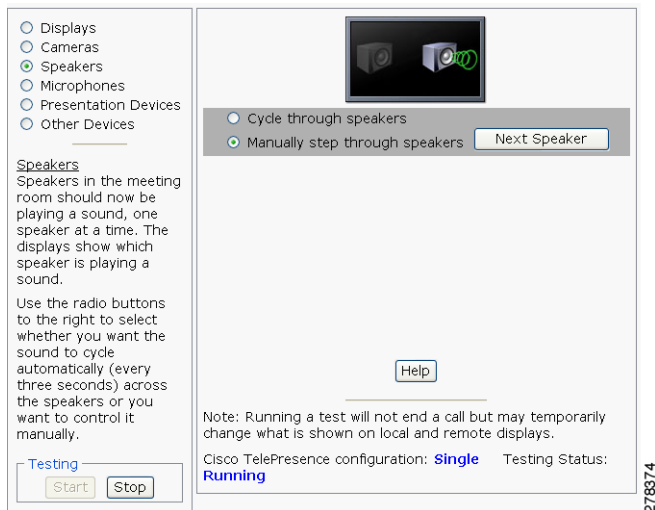 Displays
Cameras
Speakers
Microphones
Presentation Devices
Other Devices
Speakers
Speakers in the meeting
room should now be
playing a sound, one
speaker at a time. The
displays show which
speaker is playing a
sound.
Use the radio buttons
to the right to select
whether you want the
sound to cycle
automatically (every
three seconds) across
the speakers or you
want to control it
manually.
Testing
Start Stop
Cycle through speakers
Manually step through speakers Next Speaker
Help
Note: Running a test will not end a call but may temporarily
change what is shown on local and remote displays.
Cisco TelePresence configuration: Single Testing Status:
Running
278374